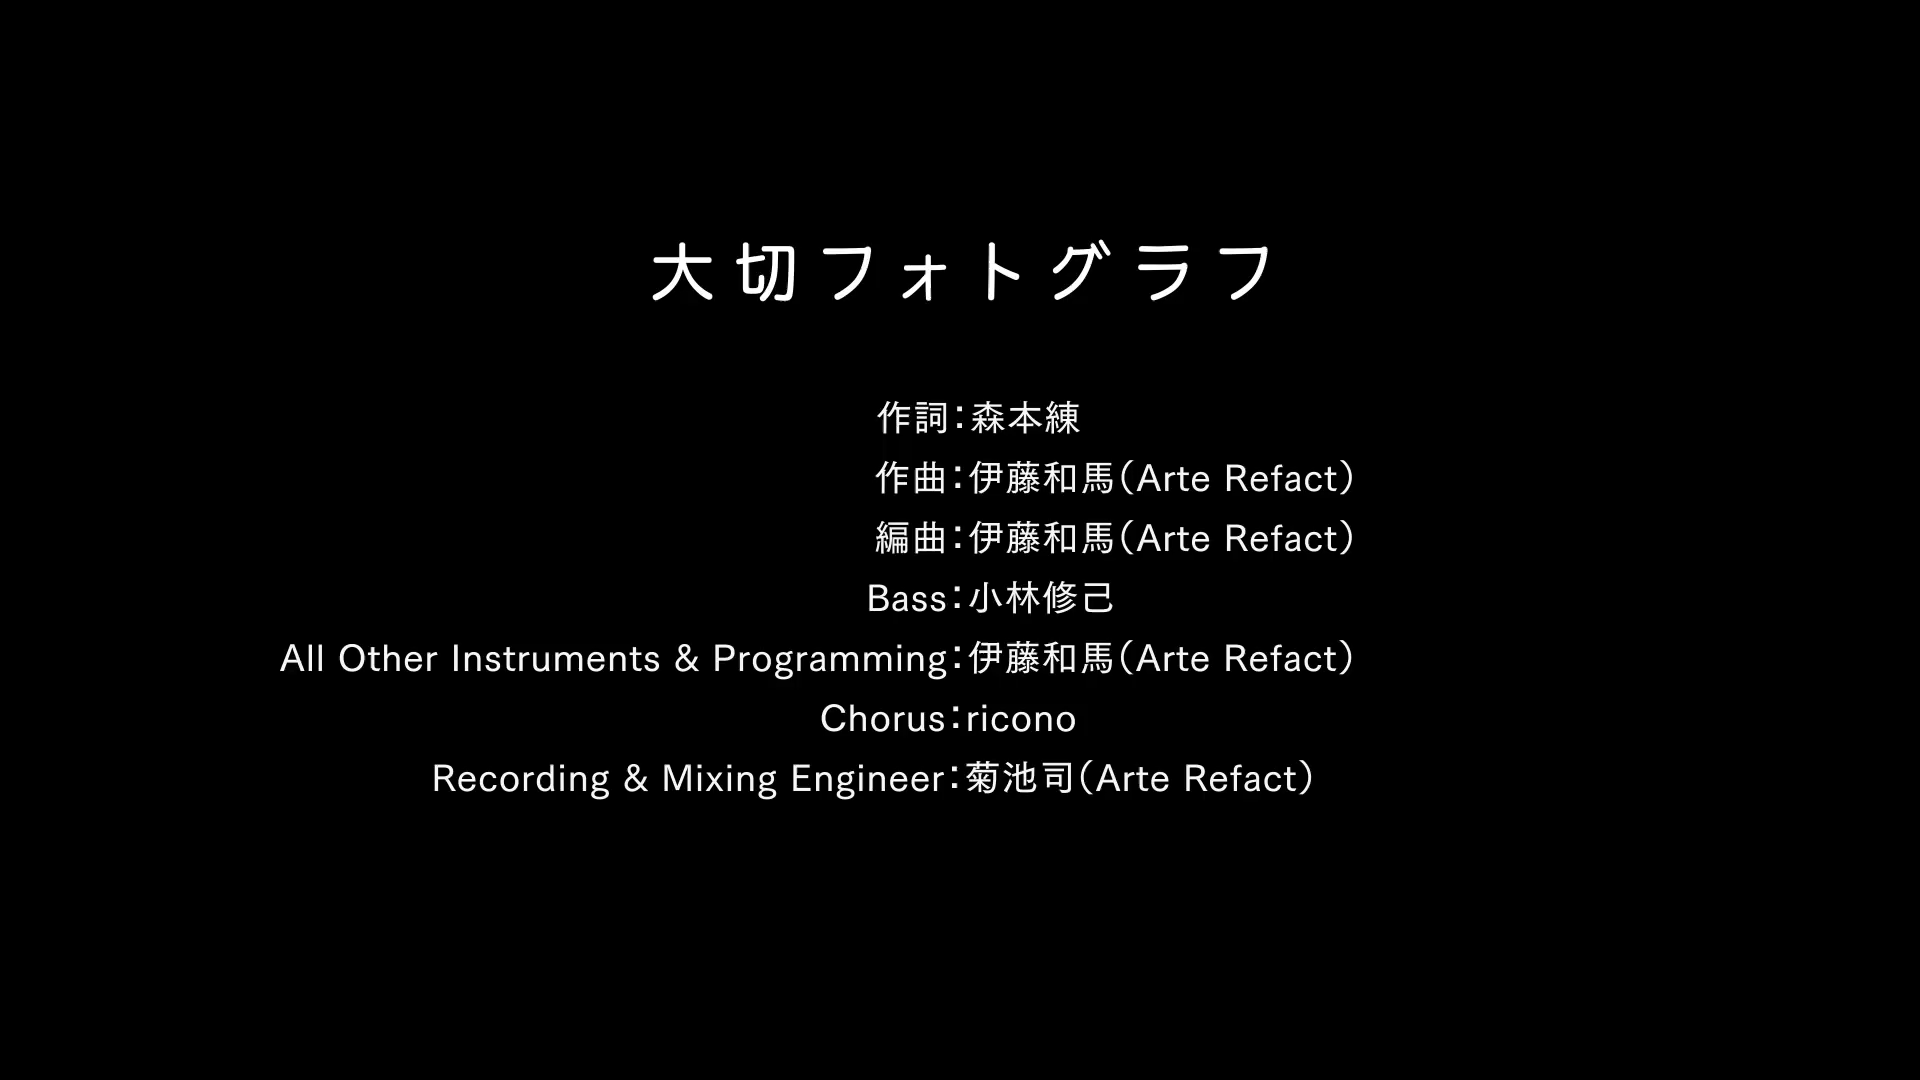 大切フォトグラフ
作詞：森本練
作曲：伊藤和馬（Arte Refact）
編曲：伊藤和馬（Arte Refact）
Bass：小林修己
All Other Instruments & Programming：伊藤和馬（Arte Refact）
Chorus：ricono
Recording & Mixing Engineer：菊池司（Arte Refact）